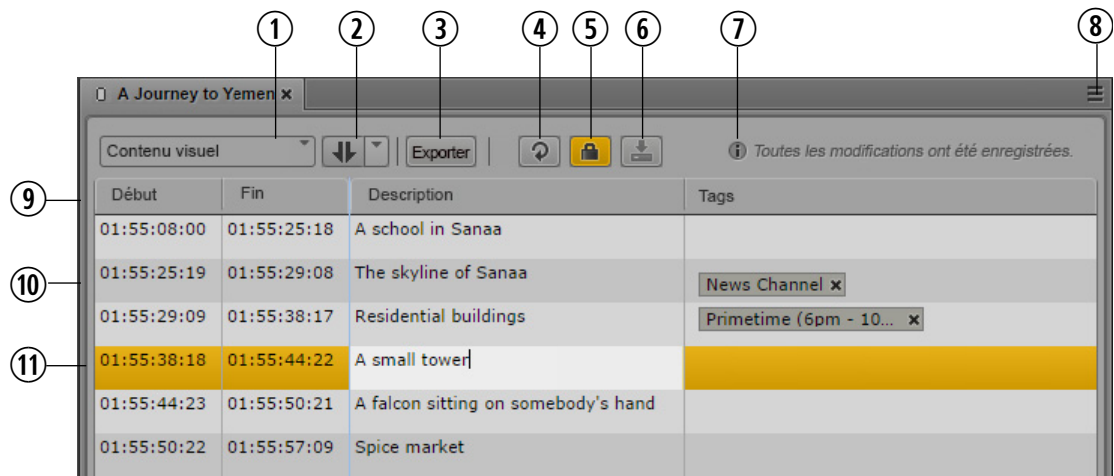 1 2 3 4 5 6 7 8
A Journey to Yemen ×
Contenu visuel Exporter Toutes les modifications ont été enregistrées.
9 Début Fin Description Tags
01:55:08:00 01:55:25:18 A school in Sanaa
10 01:55:25:19 01:55:29:08 The skyline of Sanaa News Channel ×
01:55:29:09 01:55:38:17 Residential buildings Primetime (6pm - 10... ×
11 01:55:38:18 01:55:44:22 A small tower
01:55:44:23 01:55:50:21 A falcon sitting on somebody's hand
01:55:50:22 01:55:57:09 Spice market